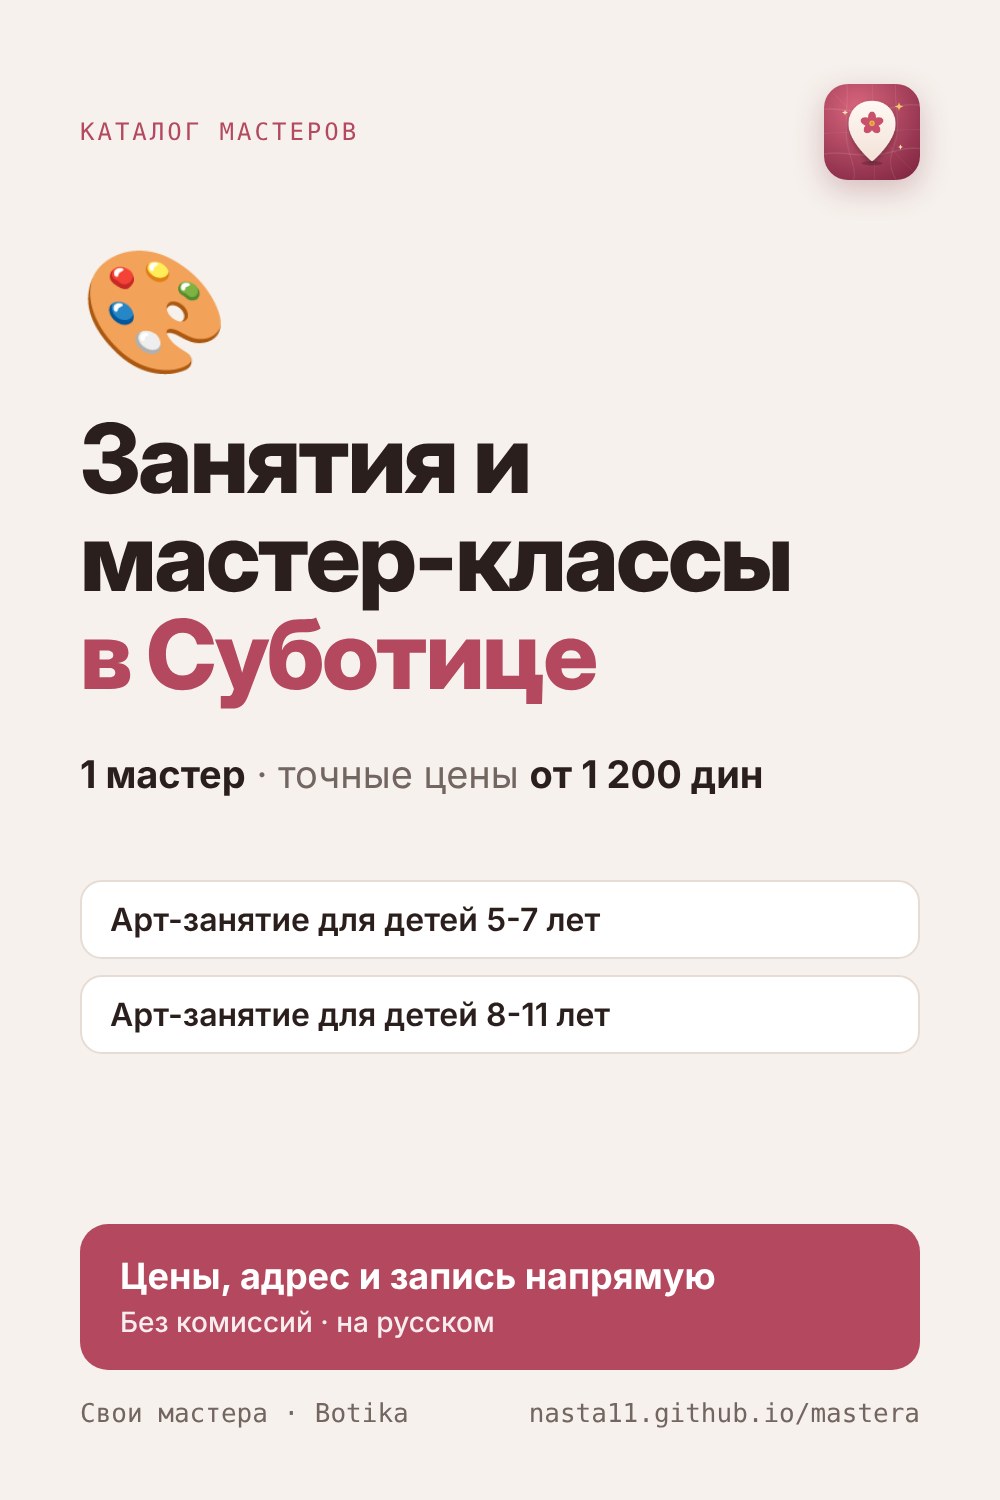 КАТАЛОГ МАСТЕРОВ
Занятия и
мастер-классы
в Суботице
1 мастер · точные цены от 1 200 дин
Арт-занятие для детей 5-7 лет
Арт-занятие для детей 8-11 лет
Цены, адрес и запись напрямую
Без комиссий · на русском
Свои мастера · Botika
nasta11.github.io/mastera